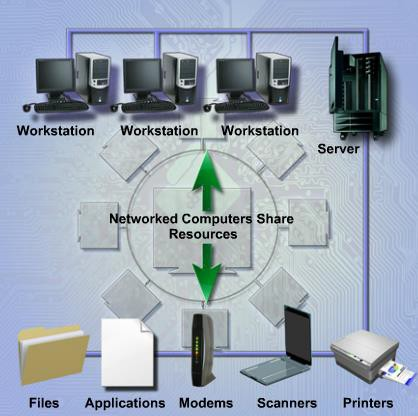 Workstation Workstation Workstation
Server
Networked Computers Share
Resources
Files Applications Modems Scanners Printers